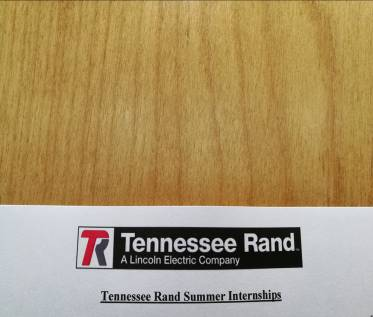 TR Tennessee Rand
A Lincoln Electric Company
Tennessee Rand Summer Internships